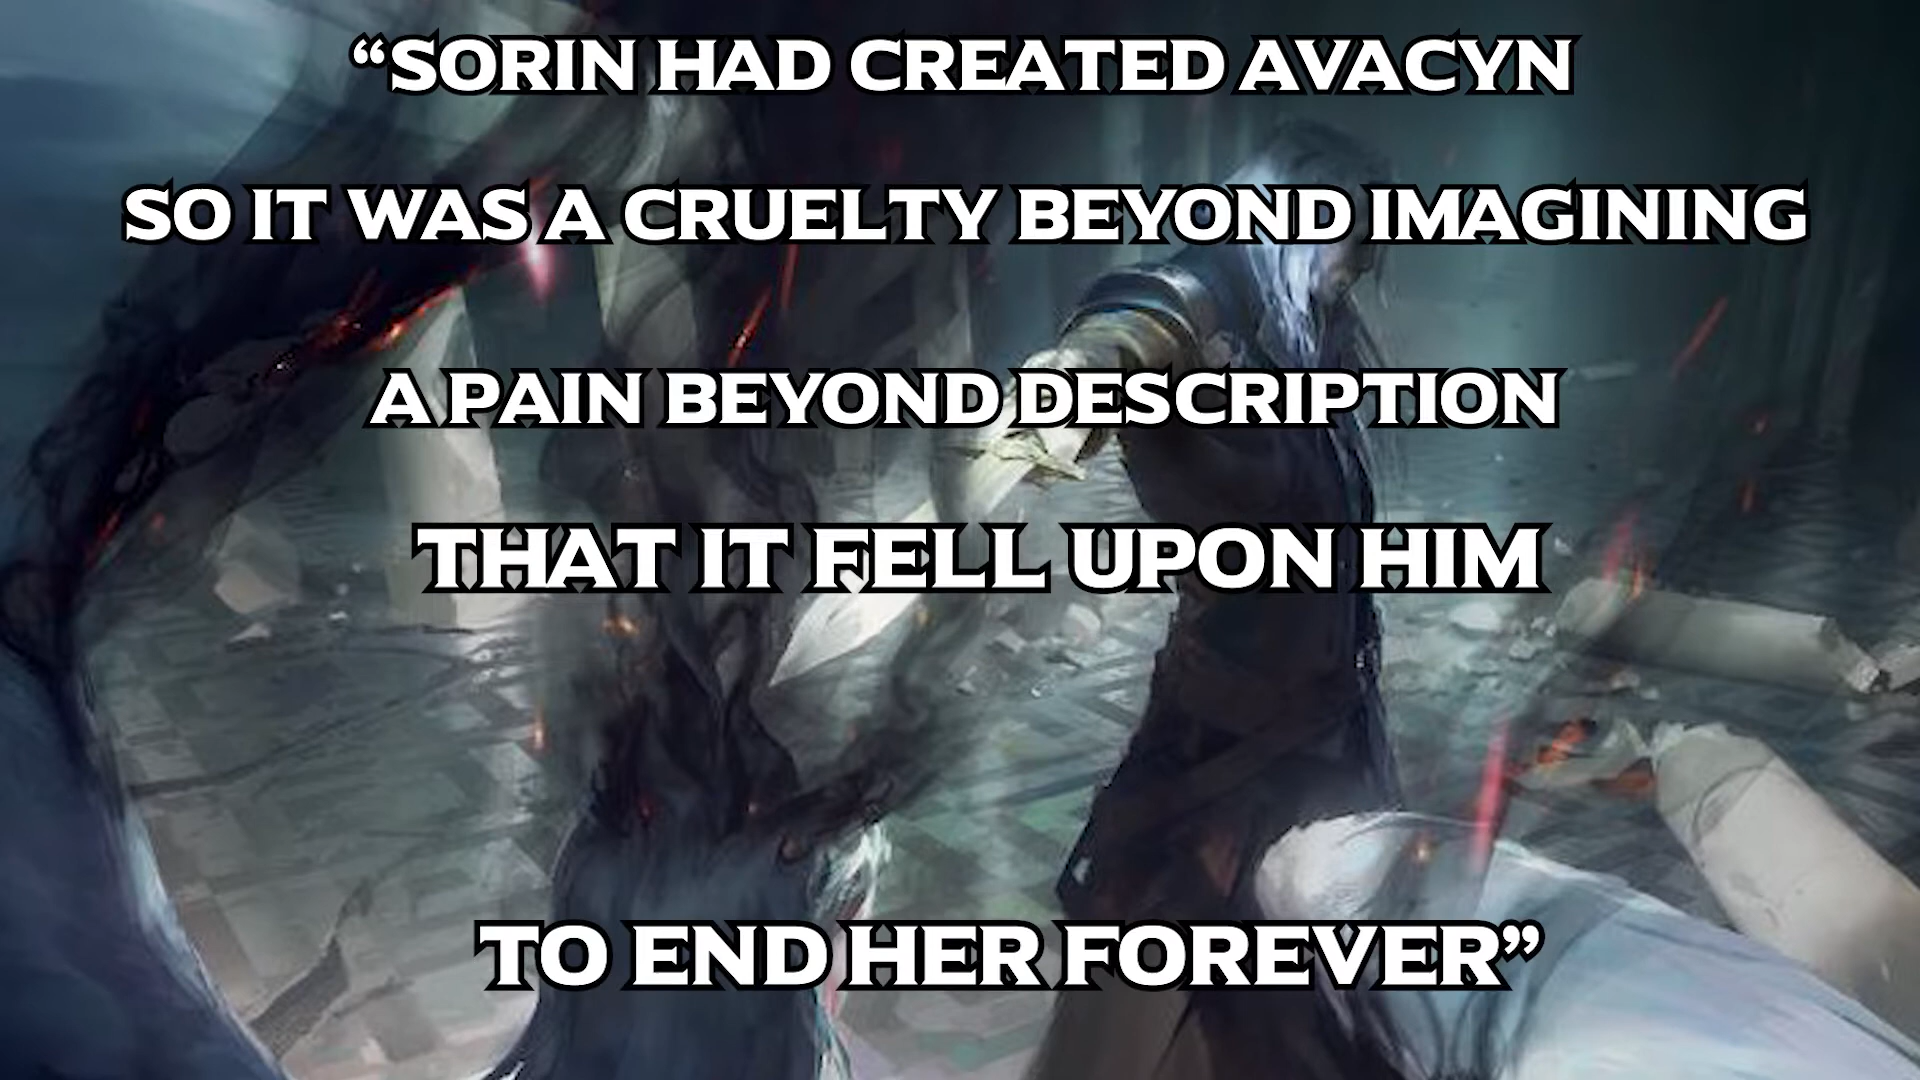 “SORIN HAD CREATED AVACYN
SO IT WAS A CRUELTY BEYOND IMAGINING
A PAIN BEYOND DESCRIPTION
THAT IT FELL UPON HIM
TO END HER FOREVER”